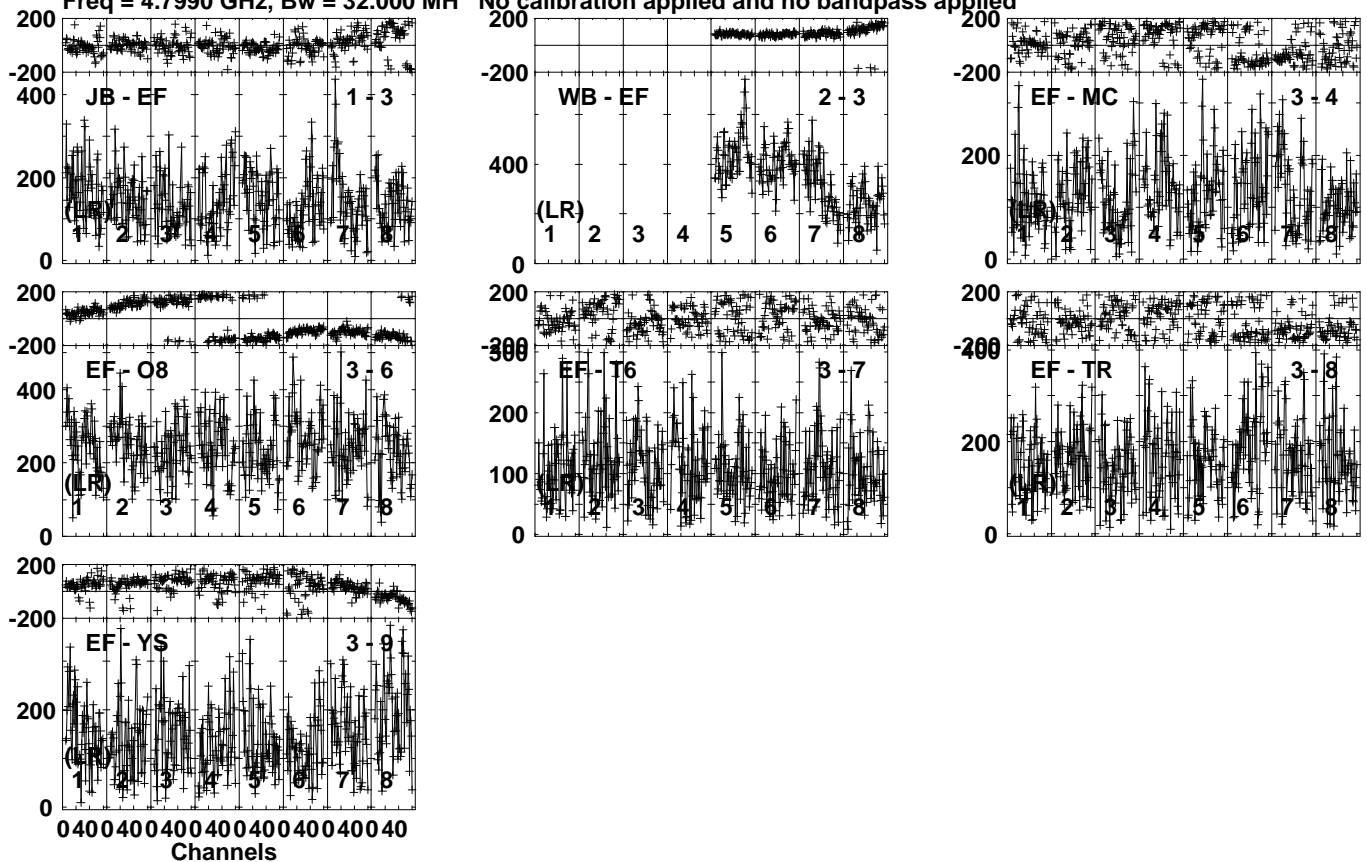 Freq = 4.7990 GHz, Bw = 32.000 MH No calibration applied and no bandpass applied
200
-200
400
200
0
JB - EF 1 - 3
(LR)
1 2 3 4 5 6 7 8
200
-200
400
0
WB - EF 2 - 3
(LR)
1 2 3 4 5 6 7 8
200
-200
200
0
EF - MC 3 - 4
(LR)
1 2 3 4 5 6 7 8
200
-200
400
200
0
EF - O8 3 - 6
(LR)
1 2 3 4 5 6 7 8
200
-200
300
200
100
0
EF - T6 3 - 7
(LR)
1 2 3 4 5 6 7 8
200
-200
400
200
0
EF - TR 3 - 8
(LR)
1 2 3 4 5 6 7 8
200
-200
200
0
EF - YS 3 - 9
(LR)
1 2 3 4 5 6 7 8
0 40 0 40 0 40 0 40 0 40 0 40 0 40 0 40
Channels